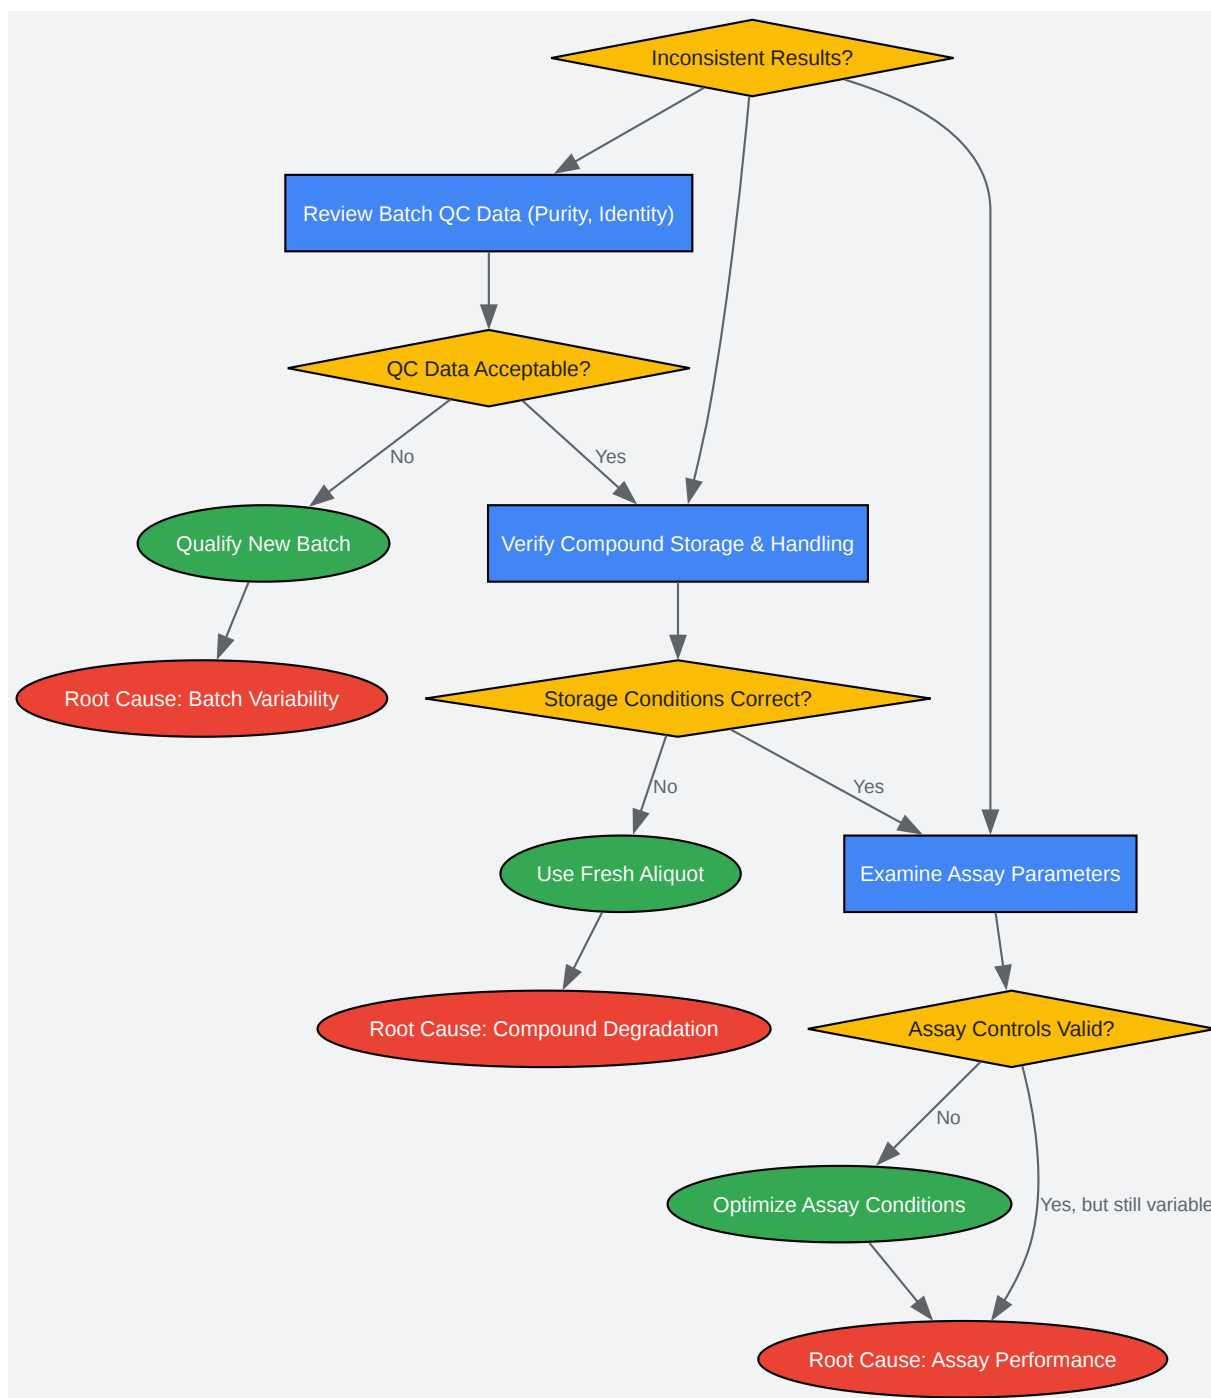 Inconsistent Results?
Review Batch QC Data (Purity, Identity)
QC Data Acceptable?
No
Yes
Qualify New Batch
Verify Compound Storage & Handling
Root Cause: Batch Variability
Storage Conditions Correct?
No
Yes
Use Fresh Aliquot
Examine Assay Parameters
Root Cause: Compound Degradation
Assay Controls Valid?
No
Optimize Assay Conditions
Yes, but still variable
Root Cause: Assay Performance